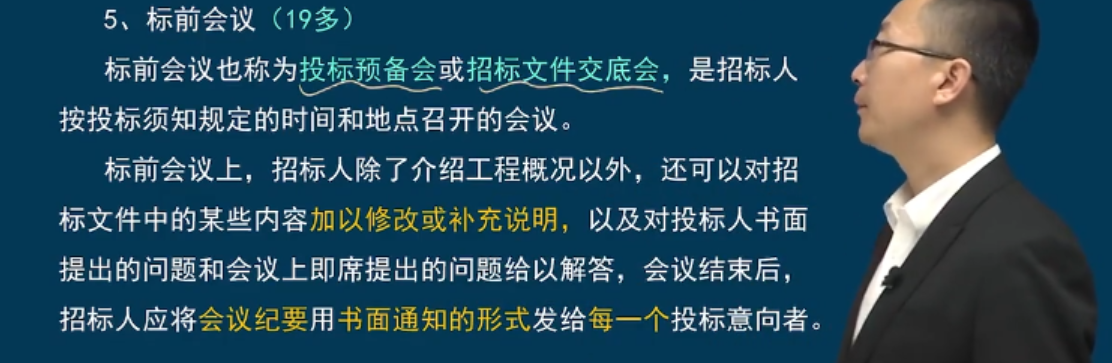 5、标前会议（19多）
标前会议也称为投标预备会或招标文件交底会，是招标人
按投标须知规定的时间和地点召开的会议。
标前会议上，招标人除了介绍工程概况以外，还可以对招
标文件中的某些内容加以修改或补充说明，以及对投标人书面
提出的问题和会议上即席提出的问题给以解答，会议结束后，
招标人应将会议纪要用书面通知的形式发给每一个投标意向者。